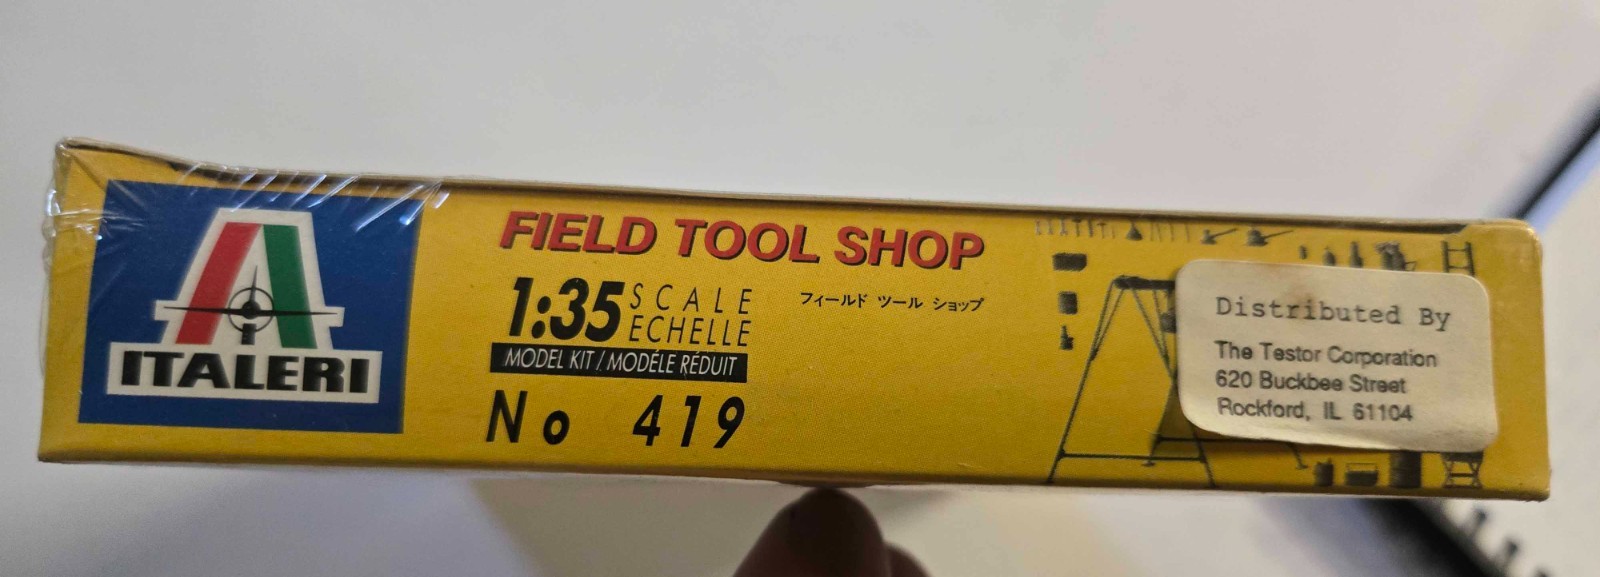 ITALERI
FIELD TOOL SHOP
1:35 SCALE
ECHELLE
フィールド ツール ショップ
MODEL KIT / MODÉLE RÉDUIT
No 419
Distributed By
The Testor Corporation
620 Buckbee Street
Rockford, IL 61104